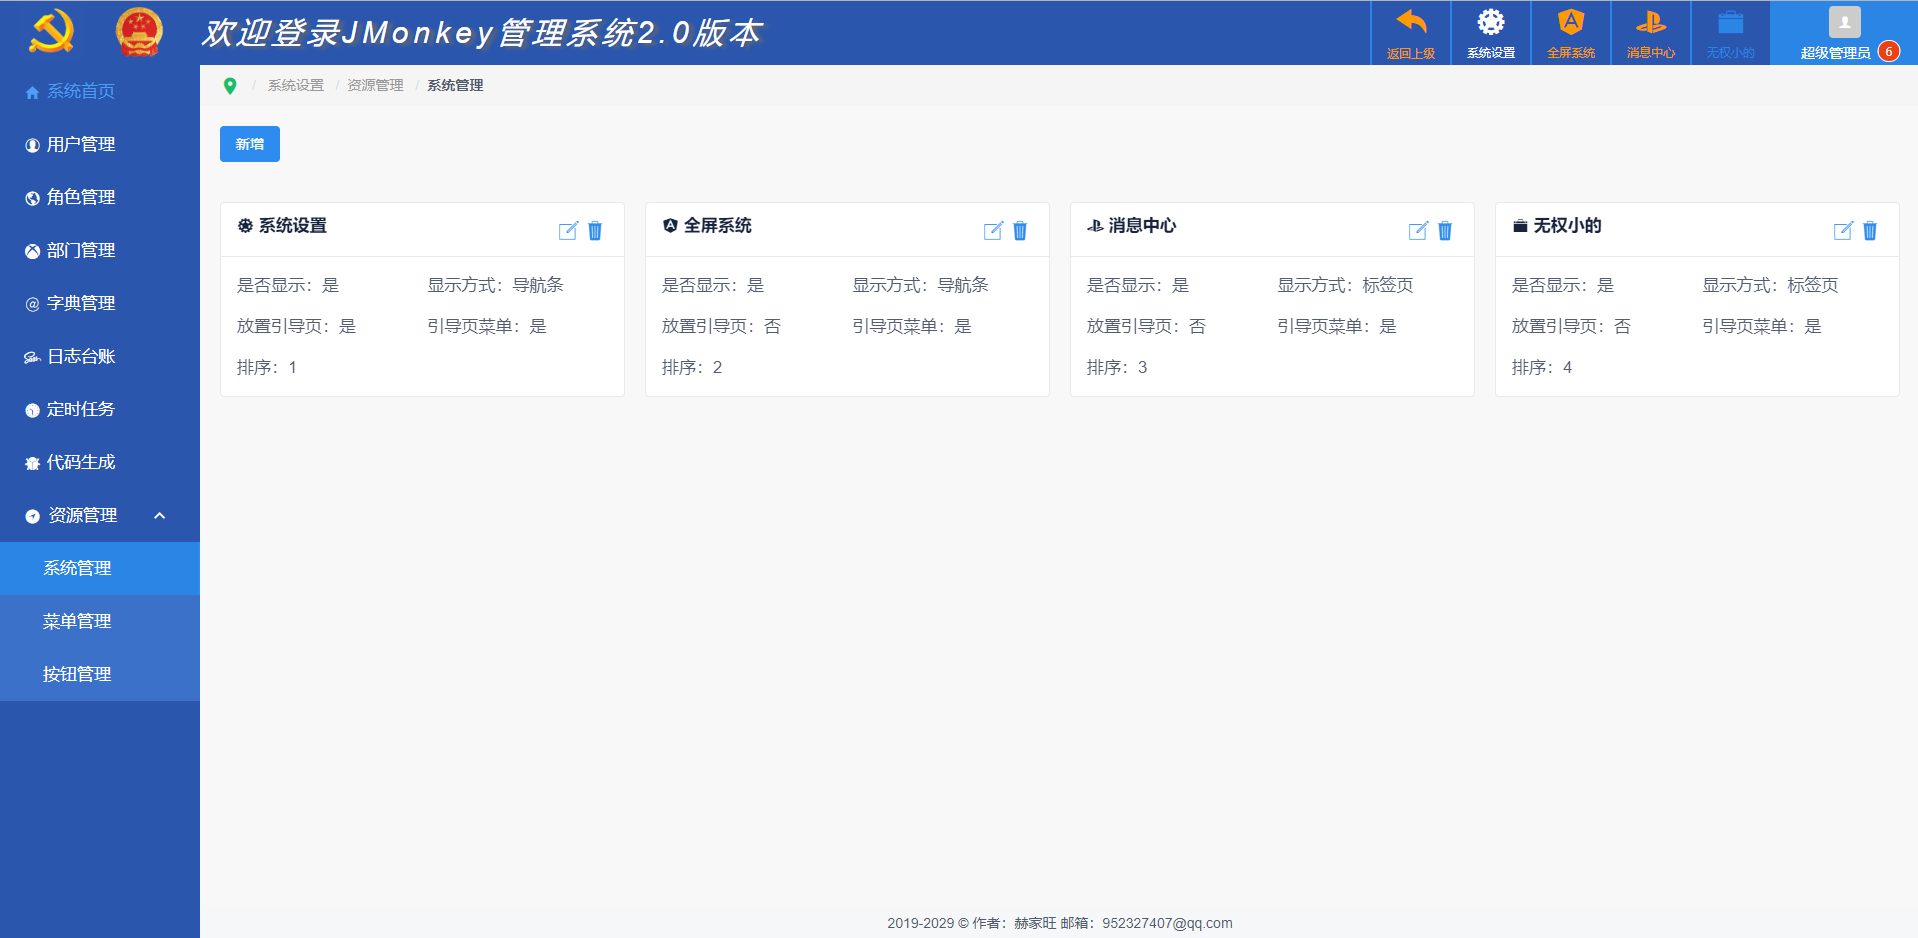 欢迎登录JMonkey管理系统2.0版本
返回上级
系统设置
全屏系统
消息中心
无权小的
超级管理员 6
系统首页
用户管理
角色管理
部门管理
字典管理
日志台账
定时任务
代码生成
资源管理
系统管理
菜单管理
按钮管理
/ 系统设置 / 资源管理 / 系统管理
新增
系统设置
是否显示：是 显示方式：导航条
放置引导页：是 引导页菜单：是
排序：1
全屏系统
是否显示：是 显示方式：导航条
放置引导页：否 引导页菜单：是
排序：2
消息中心
是否显示：是 显示方式：标签页
放置引导页：否 引导页菜单：是
排序：3
无权小的
是否显示：是 显示方式：标签页
放置引导页：否 引导页菜单：是
排序：4
2019-2029 © 作者：赫家旺 邮箱：952327407@qq.com